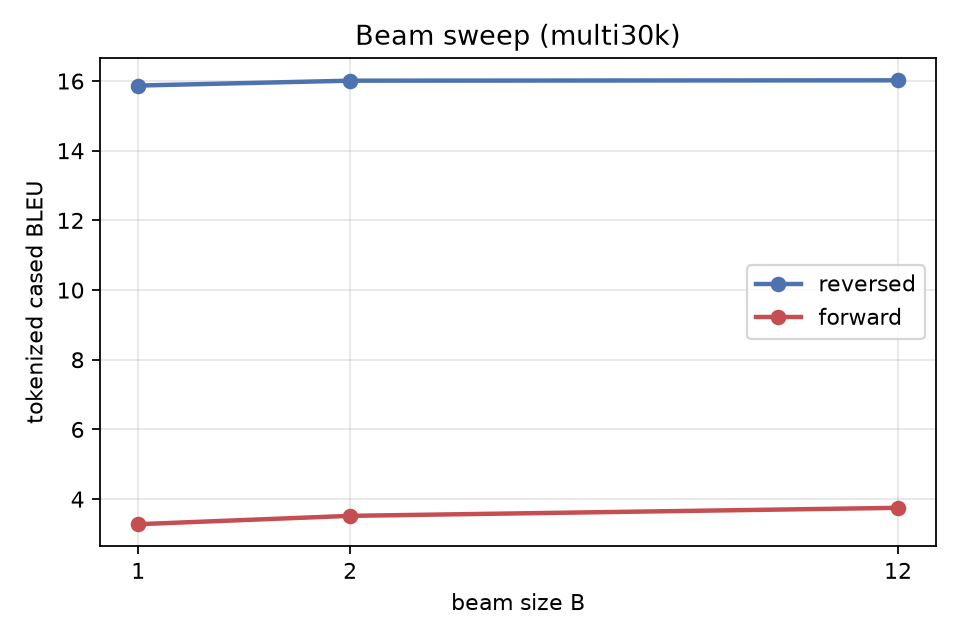 Beam sweep (multi30k)
tokenized cased BLEU
16
14
12
10
8
6
4
reversed
forward
1
2
12
beam size B